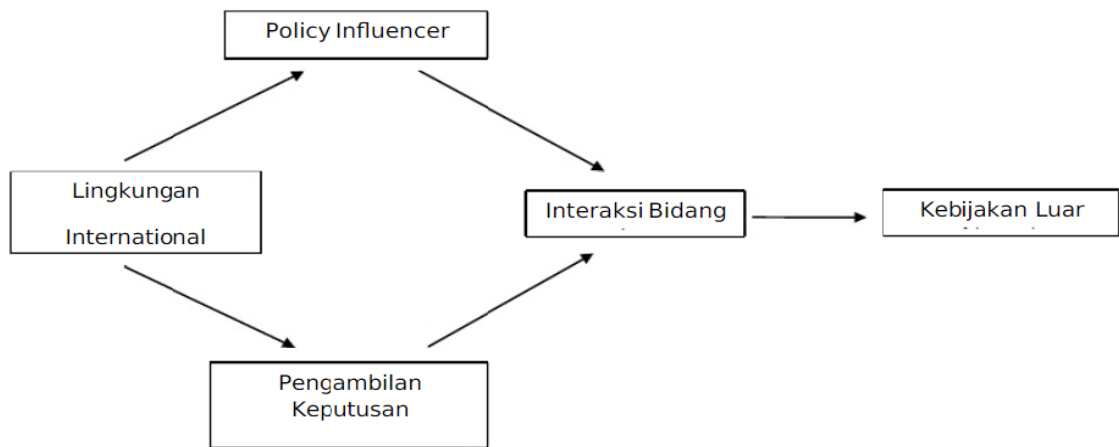 Policy Influencer
Lingkungan
International
Interaksi Bidang
Kebijakan Luar
Pengambilan
Keputusan